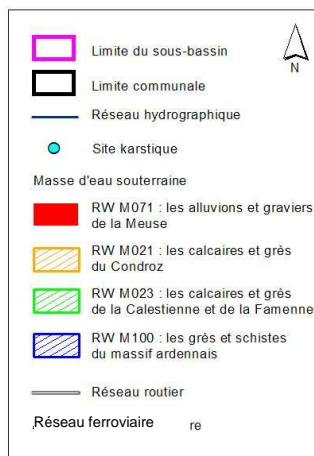 N
Limite du sous-bassin
Limite communale
Réseau hydrographique
Site karstique
Masse d'eau souterraine
RW M071 : les alluvions et graviers
de la Meuse
RW M021 : les calcaires et grès
du Condroz
RW M023 : les calcaires et grès
de la Calestienne et de la Famenne
RW M100 : les grès et schistes
du massif ardennais
Réseau routier
Réseau ferroviaire re